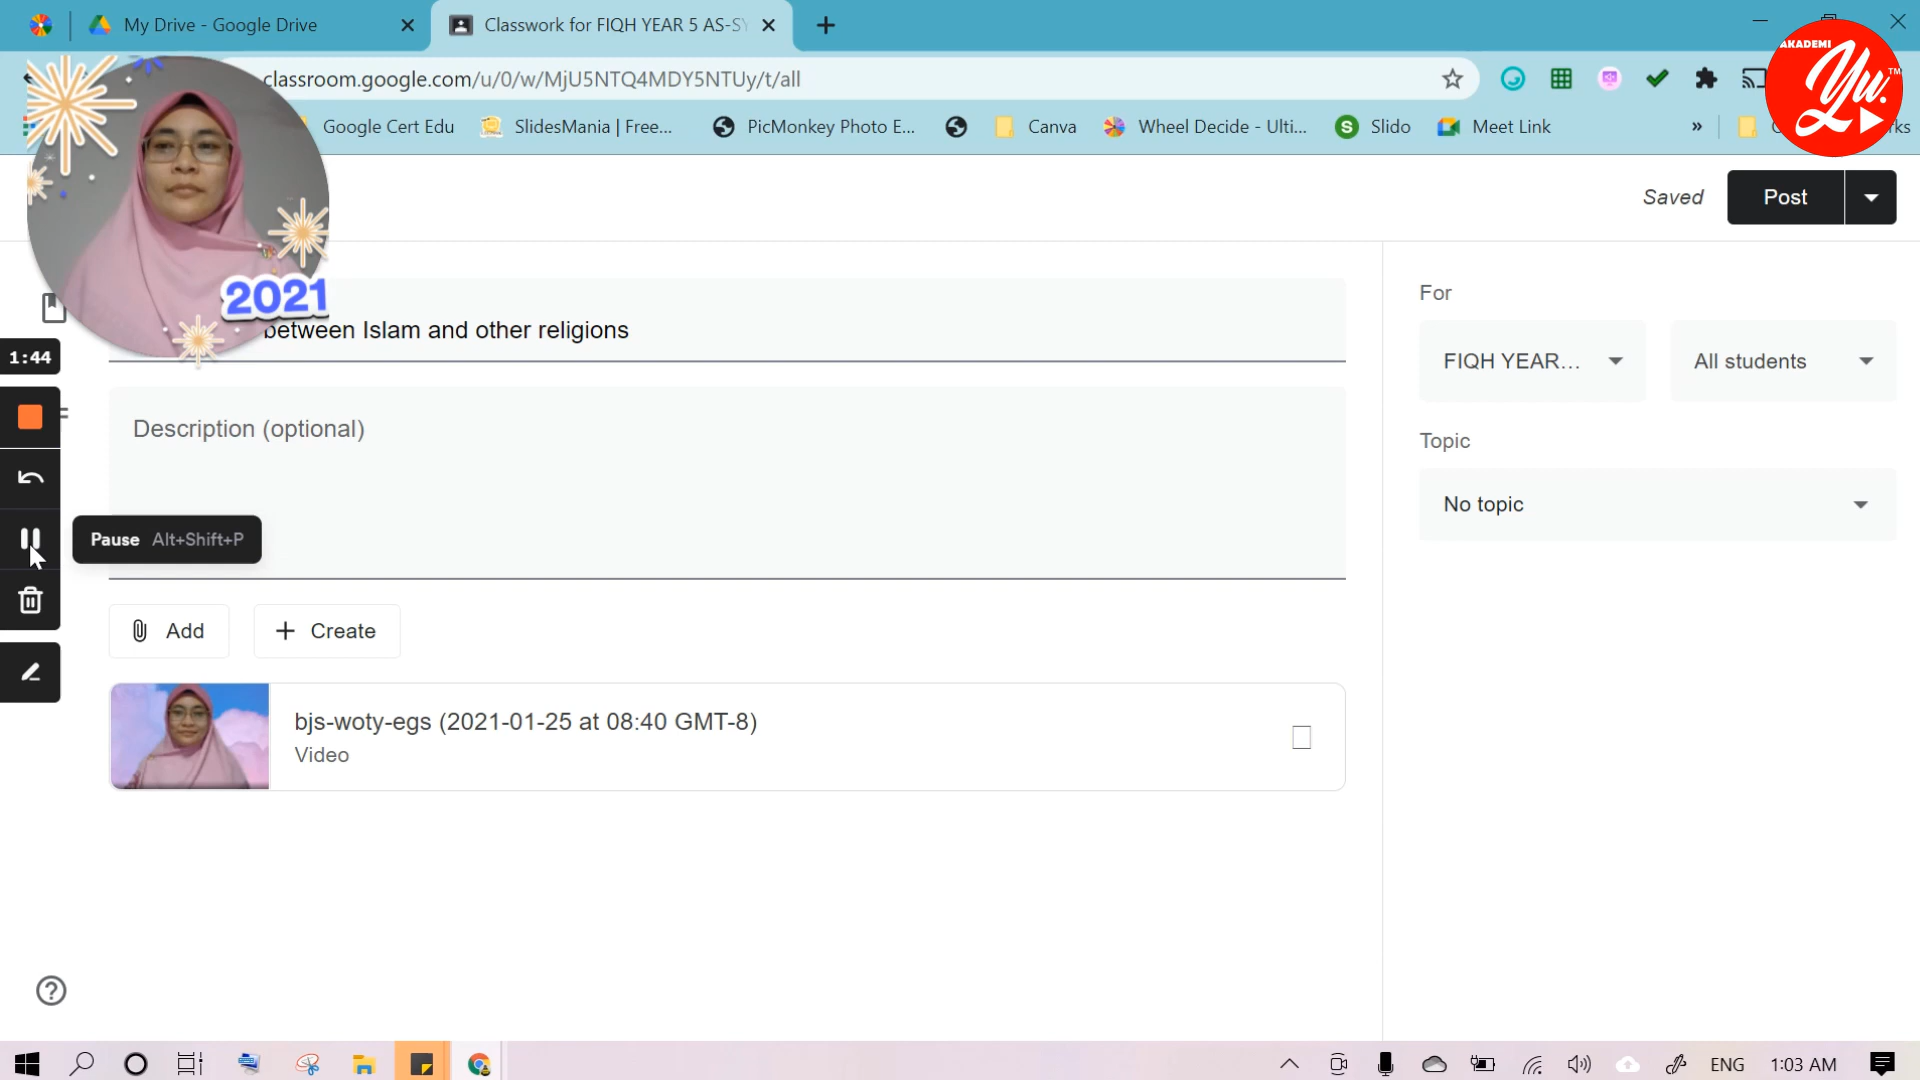 My Drive - Google Drive
Classwork for FIQH YEAR 5 AS-SY
classroom.google.com/u/0/w/MjU5NTQ4MDY5NTUy/t/all
AKADEMI
Yu.
TM
Google Cert Edu
SlidesMania | Free...
PicMonkey Photo E...
Canva
Wheel Decide - Ulti...
S
Slido
Meet Link
»
Saved
Post
2021
between Islam and other religions
For
FIQH YEAR...
All students
1:44
Topic
No topic
Description (optional)
Pause Alt+Shift+P
Add
Create
bjs-woty-egs (2021-01-25 at 08:40 GMT-8)
Video
ENG
1:03 AM